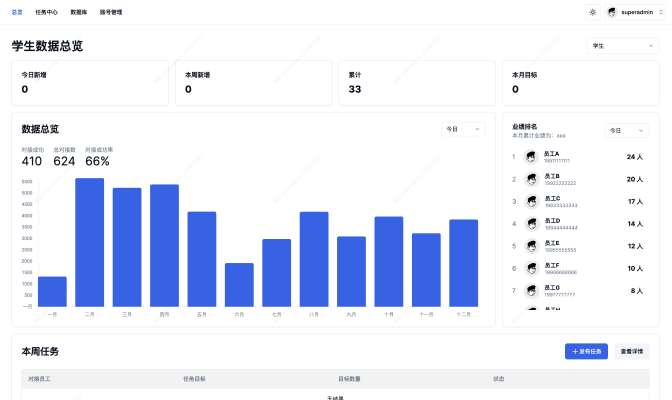 总览 任务中心 数据库 账号管理 superadmin
学生数据总览 学生
今日新增 本周新增 累计 本月目标
0 0 33 0
数据总览 今日
对接成功 总对接数 对接成功率
410 624 66%
5500
5000
4500
4000
3500
3000
2500
2000
1500
1000
500
一月
一月 二月 三月 四月 五月 六月 七月 八月 九月 十月 十一月 十二月
业绩排名 今日
本月累计业绩为：xxx
1 员工A 24 人
19911111111
2 员工B 20 人
19922222222
3 员工C 17 人
19933333333
4 员工D 14 人
19944444444
5 员工E 12 人
19955555555
6 员工F 10 人
19966666666
7 员工G 8 人
19977777777
员工H
本周任务 ＋发布任务 查看详情
对接员工 任务目标 目标数量 状态
无结果